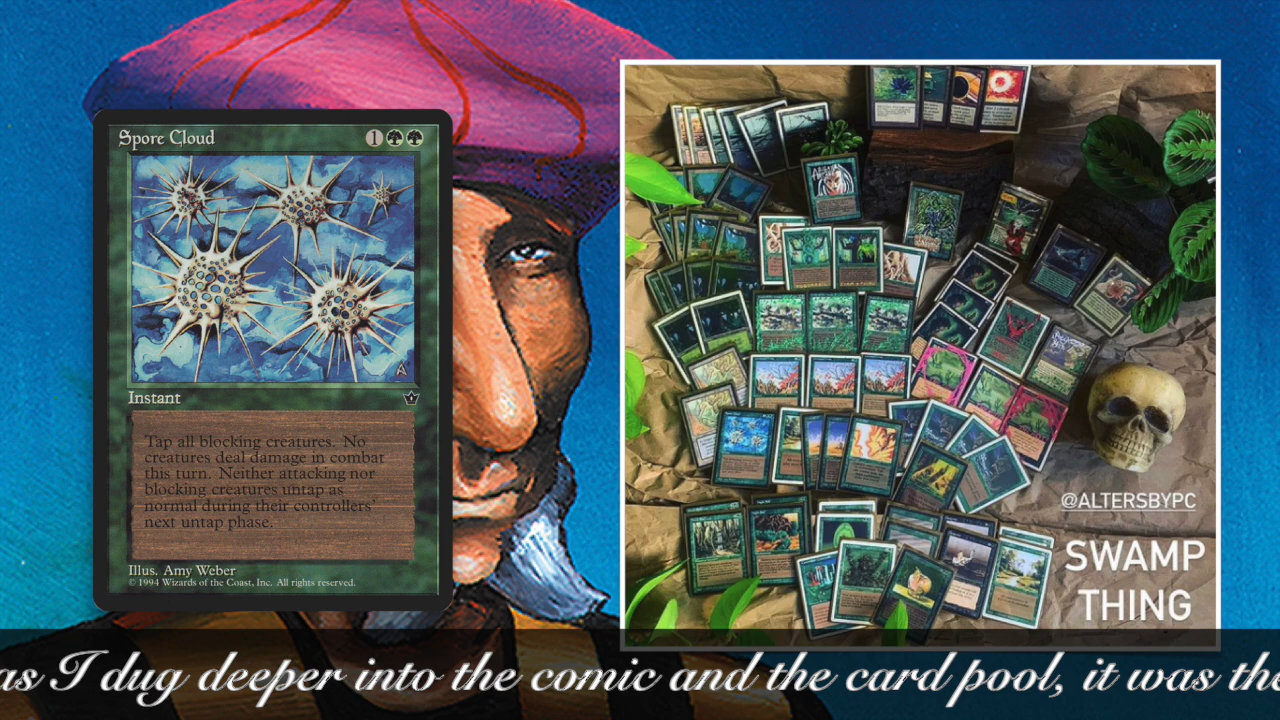 Spore Cloud
1
Instant
Tap all blocking creatures. No
creatures deal damage in combat
this turn. Neither attacking nor
blocking creatures untap as
normal during their controllers'
next untap phase.
Illus. Amy Weber
© 1994 Wizards of the Coast, Inc. All rights reserved.
@ALTERSBYPC
SWAMP
THING
as I dug deeper into the comic and the card pool, it was the